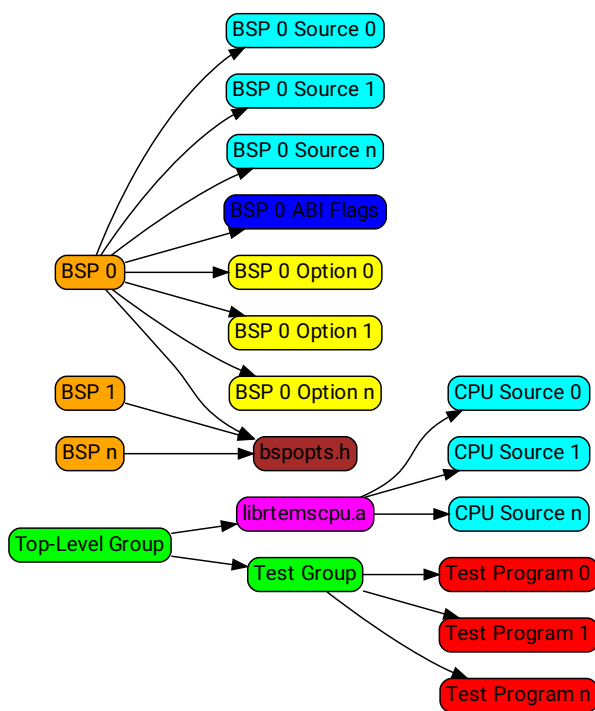 BSP 0 Source 0
BSP 0 Source 1
BSP 0 Source n
BSP 0 ABI Flags
BSP 0
BSP 0 Option 0
BSP 0 Option 1
BSP 1
BSP 0 Option n
CPU Source 0
BSP n
bspopts.h
CPU Source 1
librtemscpu.a
CPU Source n
Top-Level Group
Test Group
Test Program 0
Test Program 1
Test Program n